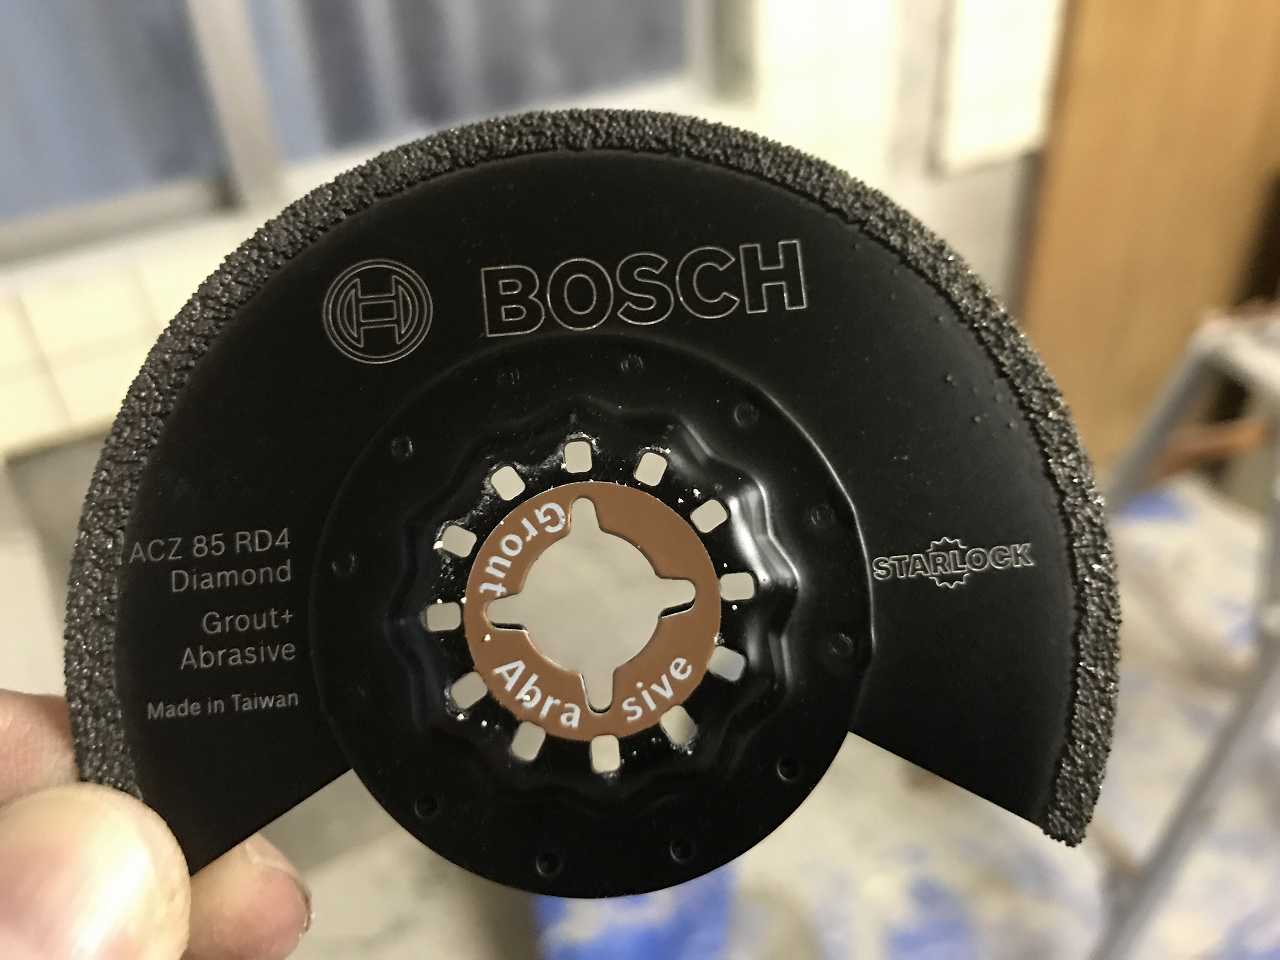 BOSCH
ACZ 85 RD4
Diamond
Grout+
Abrasive
Made in Taiwan
STARLOCK
Grout
Abrasive